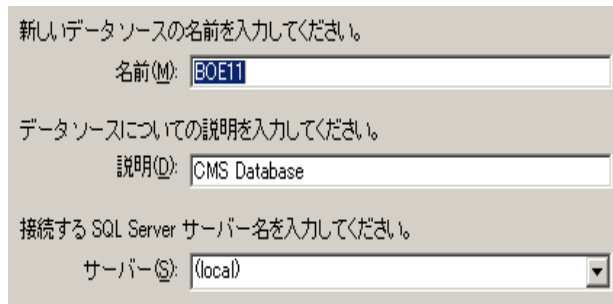 新しいデータソースの名前を入力してください。
名前(M): BOE11
データソースについての説明を入力してください。
説明(D): CMS Database
接続する SQL Server サーバー名を入力してください。
サーバー(S): (local)